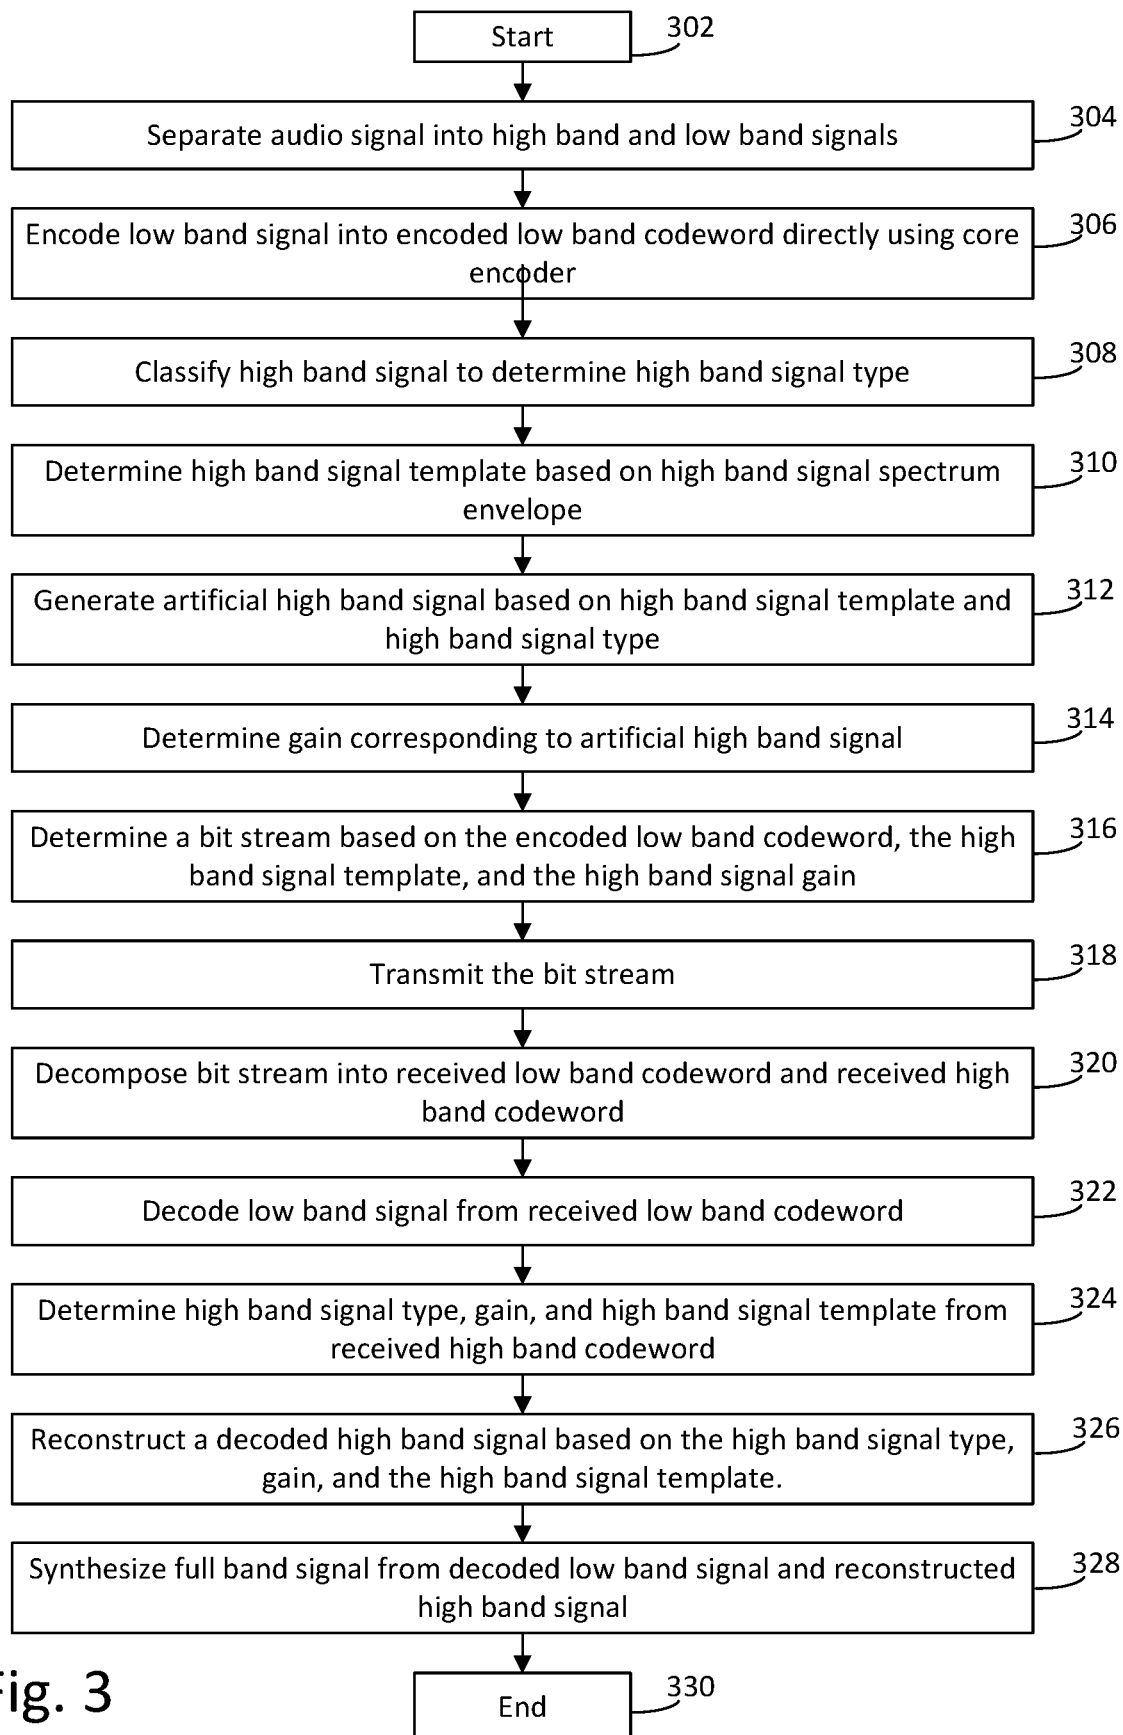 Start
302
Separate audio signal into high band and low band signals
304
Encode low band signal into encoded low band codeword directly using core
encoder
306
Classify high band signal to determine high band signal type
308
Determine high band signal template based on high band signal spectrum
envelope
310
Generate artificial high band signal based on high band signal template and
high band signal type
312
Determine gain corresponding to artificial high band signal
314
Determine a bit stream based on the encoded low band codeword, the high
band signal template, and the high band signal gain
316
Transmit the bit stream
318
Decompose bit stream into received low band codeword and received high
band codeword
320
Decode low band signal from received low band codeword
322
Determine high band signal type, gain, and high band signal template from
received high band codeword
324
Reconstruct a decoded high band signal based on the high band signal type,
gain, and the high band signal template.
326
Synthesize full band signal from decoded low band signal and reconstructed
high band signal
328
End
330
Fig. 3